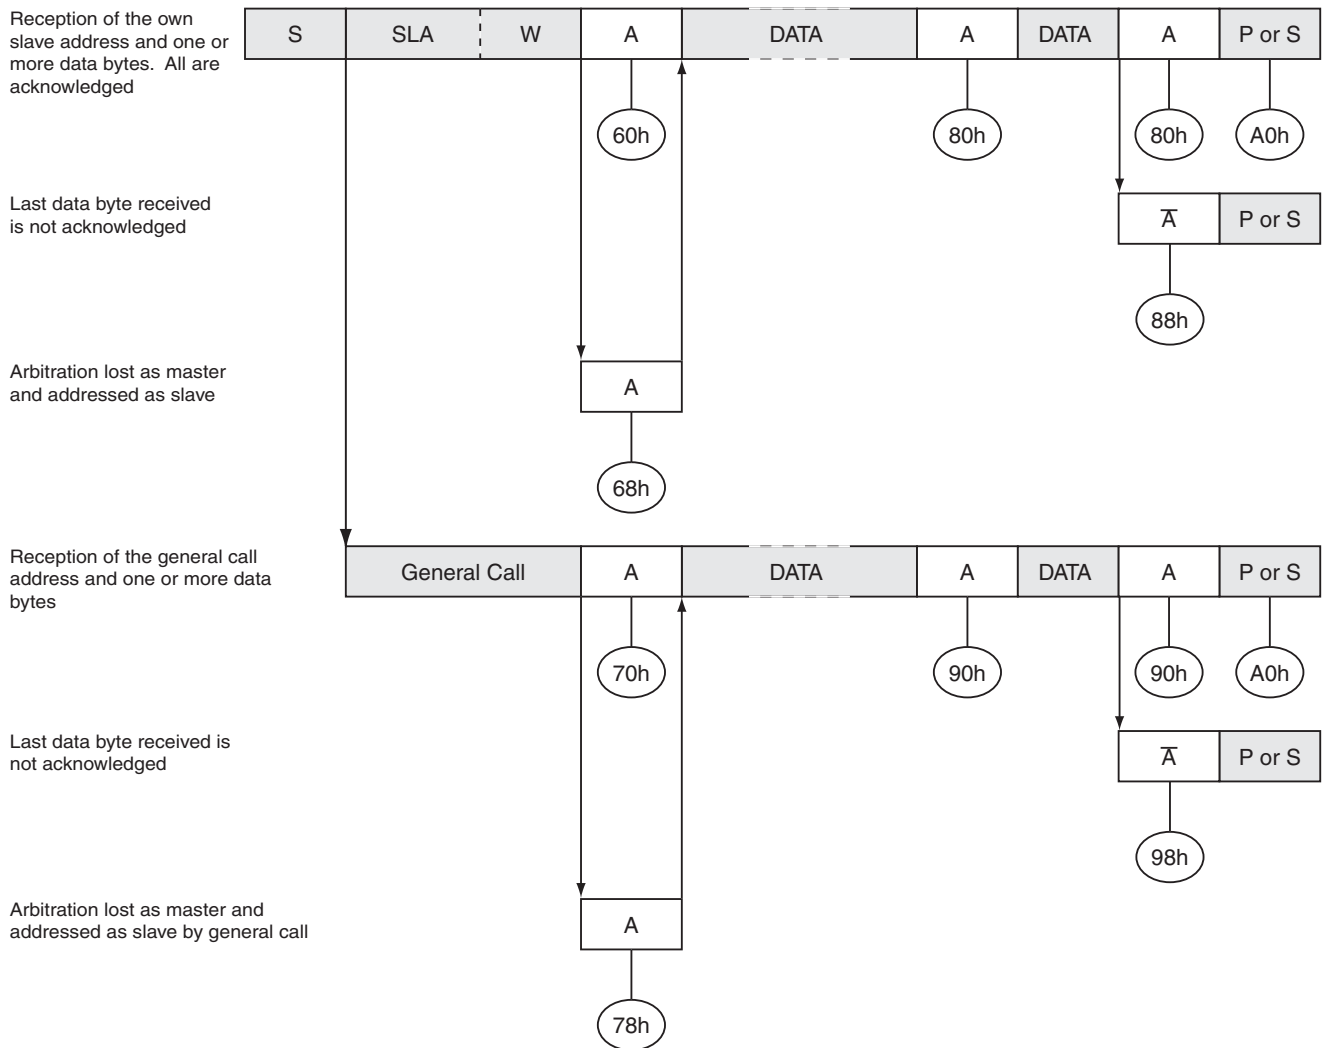 Reception of the own
slave address and one or
more data bytes. All are
acknowledged
S SLA W A DATA A DATA A P or S
60h 80h 80h A0h
Last data byte received
is not acknowledged
A̅ P or S
88h
Arbitration lost as master
and addressed as slave
A
68h
Reception of the general call
address and one or more data
bytes
General Call A DATA A DATA A P or S
70h 90h 90h A0h
Last data byte received is
not acknowledged
A̅ P or S
98h
Arbitration lost as master and
addressed as slave by general call
A
78h